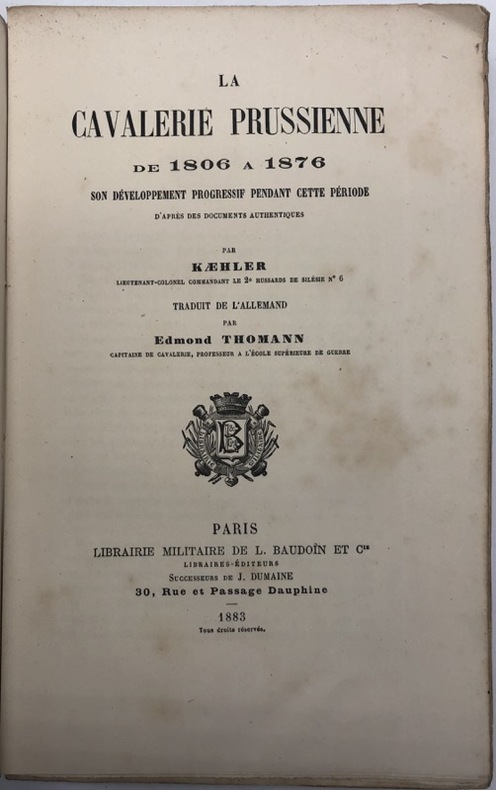 LA
CAVALERIE PRUSSIENNE
DE 1806 A 1876
SON DÉVELOPPEMENT PROGRESSIF PENDANT CETTE PÉRIODE
D'APRÈS DES DOCUMENTS AUTHENTIQUES
PAR
KÆHLER
LIEUTENANT-COLONEL COMMANDANT LE 2e HUSSARDS DE SILÉSIE No 6
TRADUIT DE L'ALLEMAND
PAR
Edmond THOMANN
CAPITAINE DE CAVALERIE, PROFESSEUR A L'ÉCOLE SUPÉRIEURE DE GUERRE
PARIS
LIBRAIRIE MILITAIRE DE L. BAUDOÎN ET Cie
LIBRAIRES-ÉDITEURS
SUCCESSEURS DE J. DUMAINE
30, Rue et Passage Dauphine
1883
Tous droits réservés.